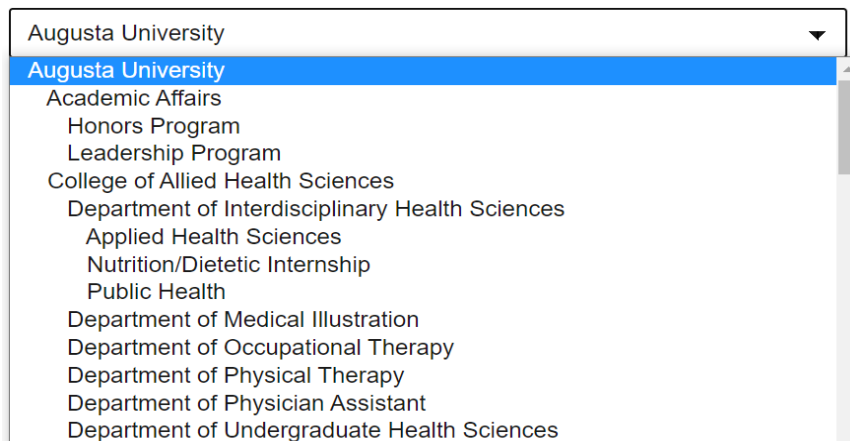 Augusta University
Augusta University
Academic Affairs
Honors Program
Leadership Program
College of Allied Health Sciences
Department of Interdisciplinary Health Sciences
Applied Health Sciences
Nutrition/Dietetic Internship
Public Health
Department of Medical Illustration
Department of Occupational Therapy
Department of Physical Therapy
Department of Physician Assistant
Department of Undergraduate Health Sciences